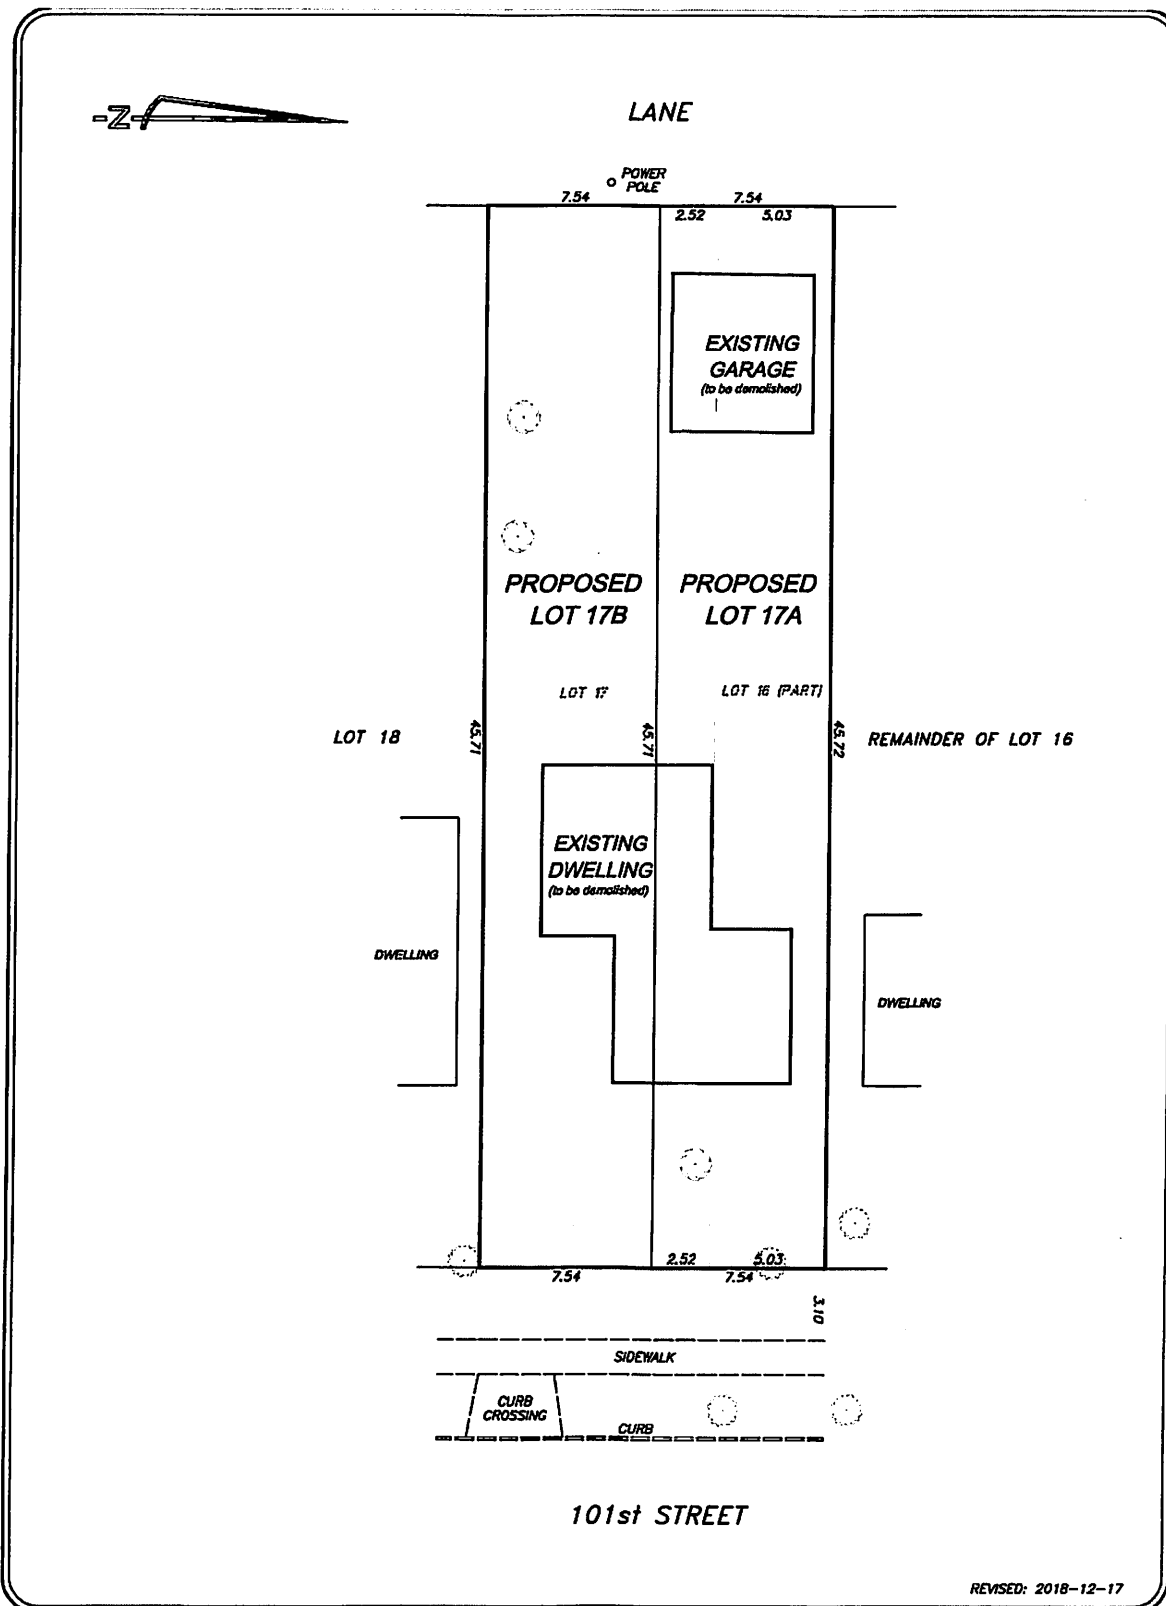 -Z-
LANE
POWER
POLE
7.54
7.54
2.52
5.03
EXISTING
GARAGE
(to be demolished)
PROPOSED
LOT 17B
PROPOSED
LOT 17A
LOT 17
LOT 16 (PART)
LOT 18
45.71
45.71
45.72
REMAINDER OF LOT 16
EXISTING
DWELLING
(to be demolished)
DWELLING
DWELLING
2.52
5.03
7.54
7.54
3.10
SIDEWALK
CURB
CROSSING
CURB
101st STREET
REVISED: 2018-12-17